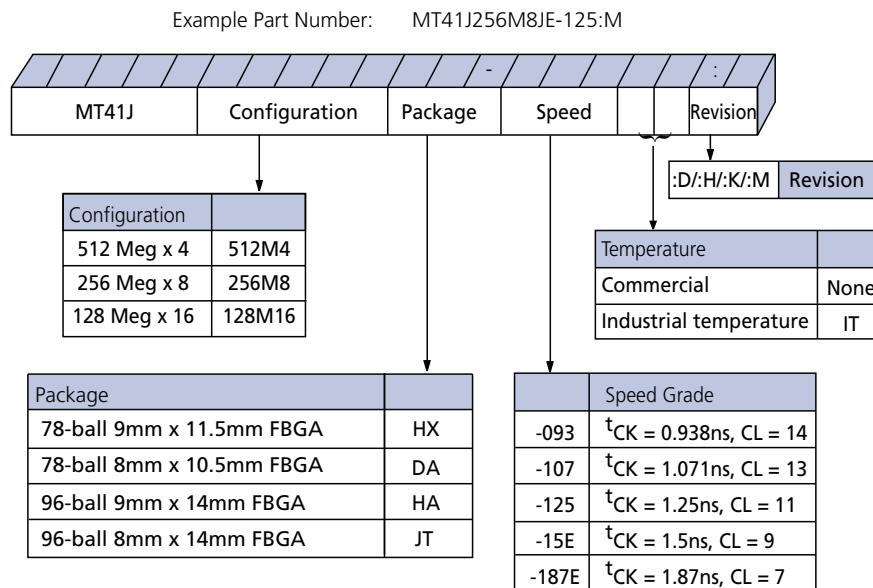 Example Part Number: MT41J256M8JE-125:M
- :
MT41J Configuration Package Speed Revision
:D/:H/:K/:M Revision
Configuration
512 Meg x 4 512M4
256 Meg x 8 256M8
128 Meg x 16 128M16
Temperature
Commercial None
Industrial temperature IT
Package
78-ball 9mm x 11.5mm FBGA HX
78-ball 8mm x 10.5mm FBGA DA
96-ball 9mm x 14mm FBGA HA
96-ball 8mm x 14mm FBGA JT
Speed Grade
-093 tCK = 0.938ns, CL = 14
-107 tCK = 1.071ns, CL = 13
-125 tCK = 1.25ns, CL = 11
-15E tCK = 1.5ns, CL = 9
-187E tCK = 1.87ns, CL = 7